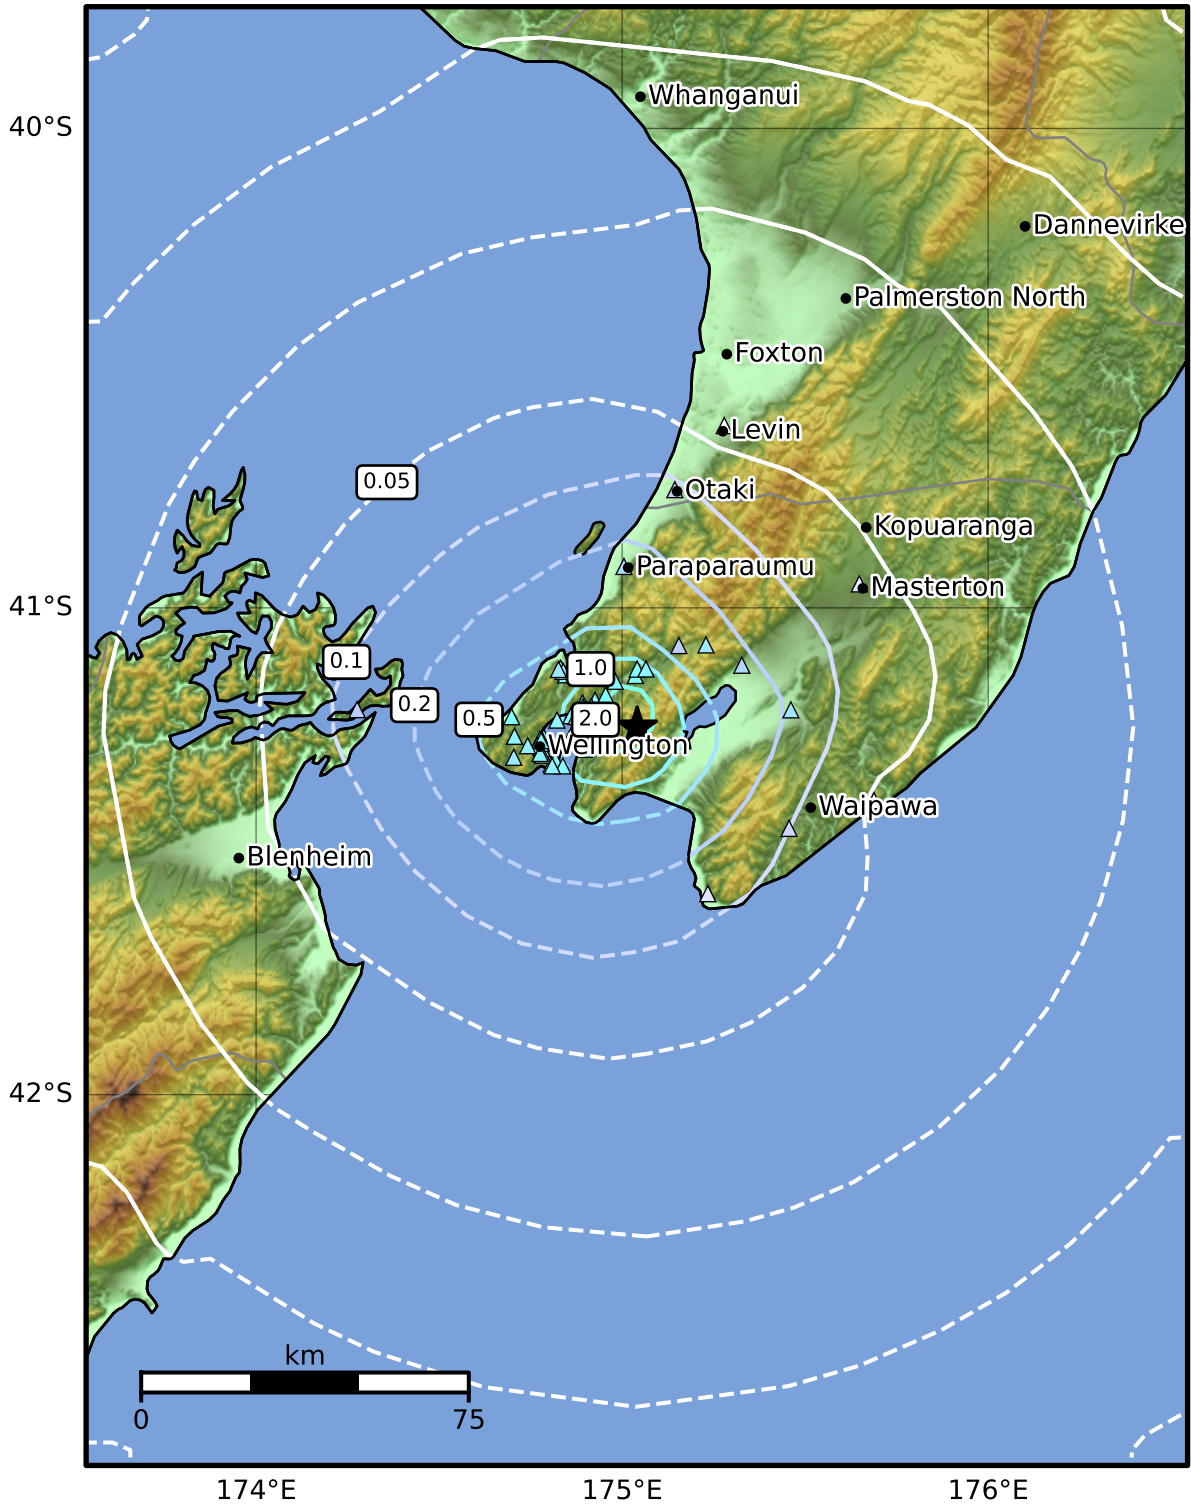 Whanganui
40°S
Dannevirke
Palmerston North
Foxton
Levin
0.05
Otaki
Kopuaranga
Paraparaumu
Masterton
41°S
0.1
1.0
0.2
0.5
2.0
Wellington
Waipawa
Blenheim
42°S
km
0 75
174°E 175°E 176°E